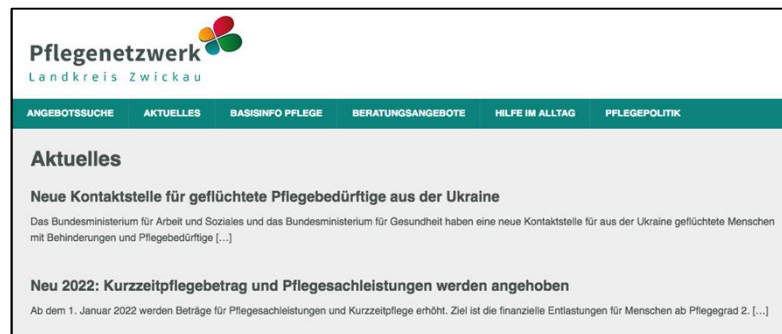 Pflegenetzwerk
Landkreis Zwickau
ANGEBOTSSUCHE AKTUELLES BASISINFO PFLEGE BERATUNGSANGEBOTE HILFE IM ALLTAG PFLEGEPOLITIK
Aktuelles
Neue Kontaktstelle für geflüchtete Pflegebedürftige aus der Ukraine
Das Bundesministerium für Arbeit und Soziales und das Bundesministerium für Gesundheit haben eine neue Kontaktstelle für aus der Ukraine geflüchtete Menschen
mit Behinderungen und Pflegebedürftige [...]
Neu 2022: Kurzzeitpflegebetrag und Pflegesachleistungen werden angehoben
Ab dem 1. Januar 2022 werden Beträge für Pflegesachleistungen und Kurzzeitpflege erhöht. Ziel ist die finanzielle Entlastungen für Menschen ab Pflegegrad 2. [...]